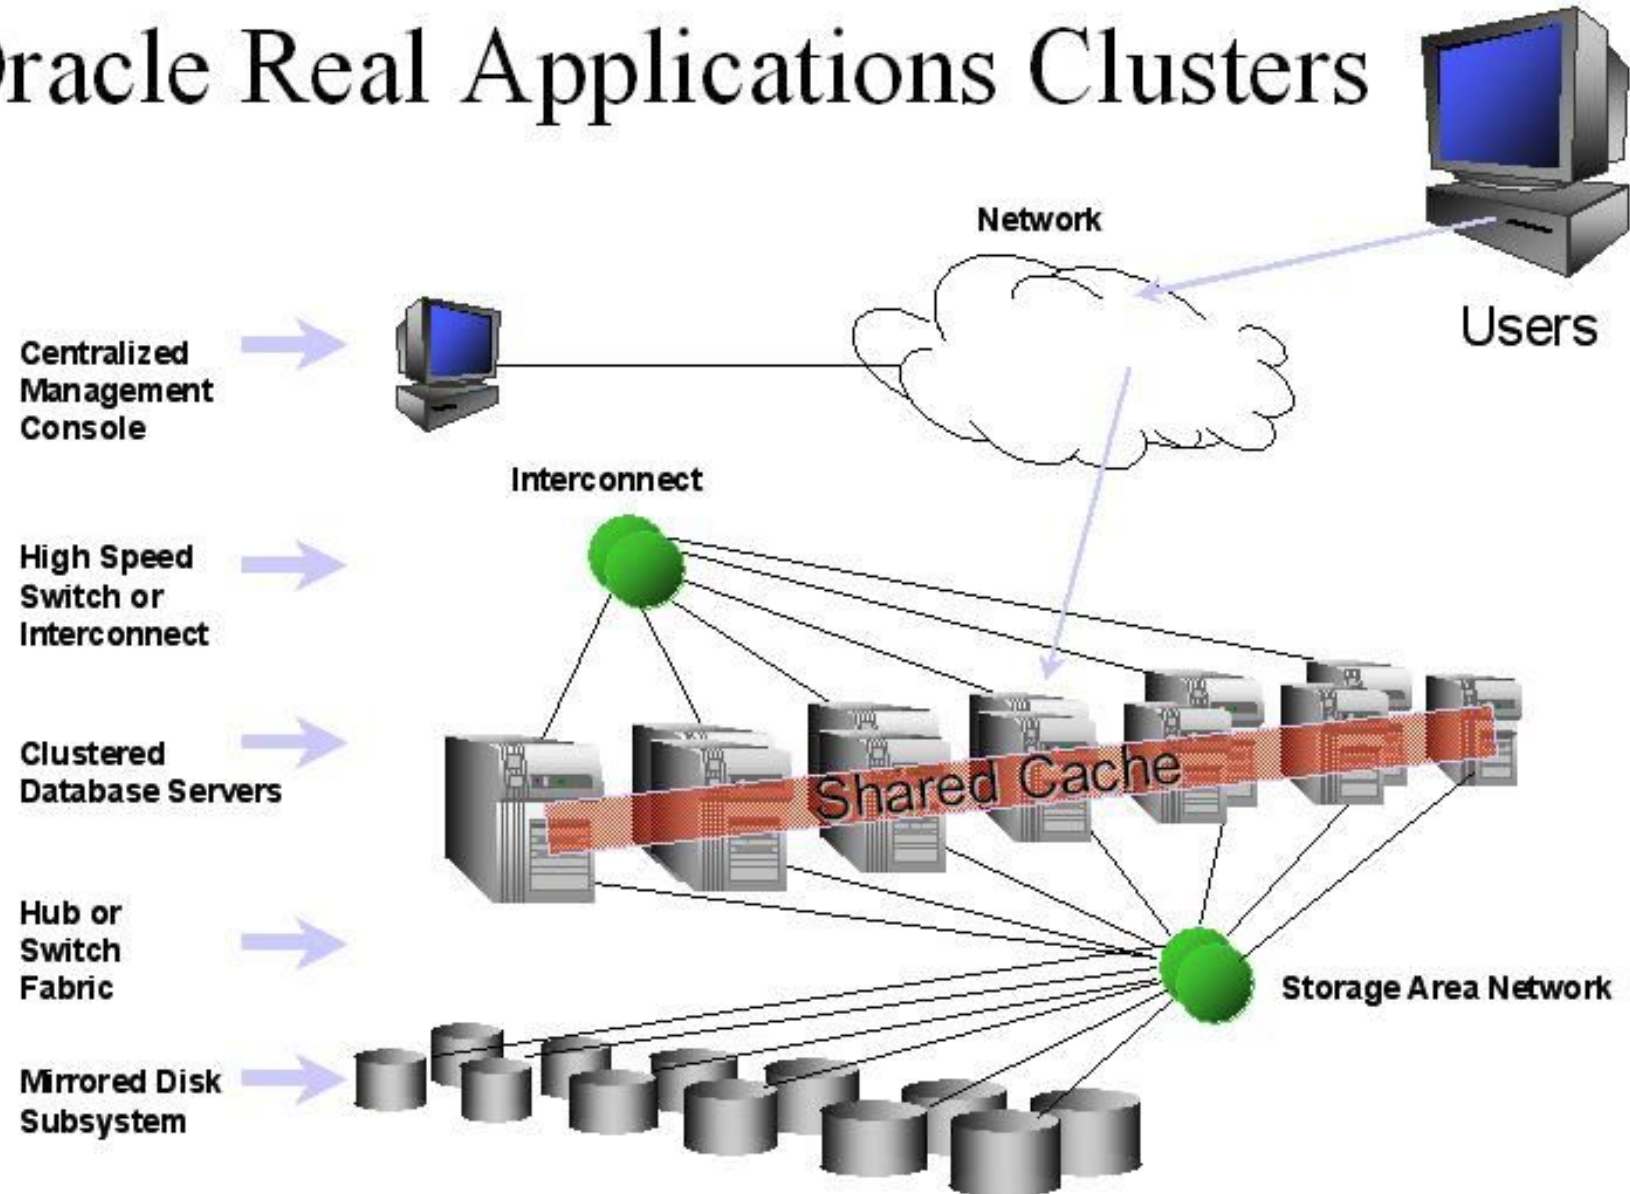 Oracle Real Applications Clusters
Network
Users
Centralized
Management
Console
Interconnect
High Speed
Switch or
Interconnect
Clustered
Database Servers
Shared Cache
Hub or
Switch
Fabric
Storage Area Network
Mirrored Disk
Subsystem